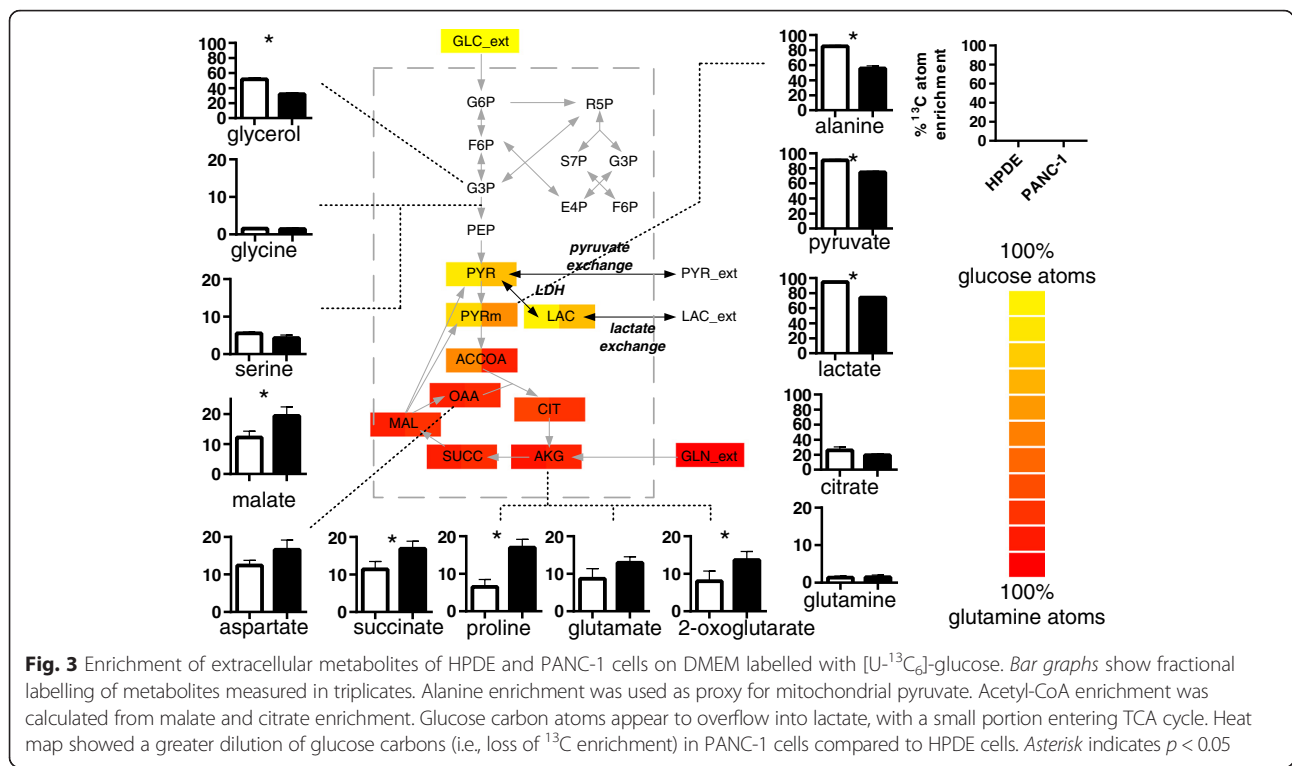 100
80
60
40
20
0
*
glycerol
20
10
0
glycine
20
10
0
serine
20
10
0
*
malate
20
10
0
aspartate
20
10
0
*
succinate
20
10
0
*
proline
20
10
0
glutamate
20
10
0
*
2-oxoglutarate
GLC_ext
G6P
R5P
F6P
S7P
G3P
G3P
E4P
F6P
PEP
pyruvate
exchange
PYR
PYR_ext
LDH
PYRm
LAC
LAC_ext
lactate
exchange
ACCOA
OAA
MAL
CIT
SUCC
AKG
GLN_ext
100
80
60
40
20
0
*
alanine
100
80
60
40
20
0
*
pyruvate
100
80
60
40
20
0
*
lactate
100
80
60
40
20
0
citrate
20
10
0
glutamine
% ¹³C atom
enrichment
100
80
60
40
20
0
HPDE
PANC-1
100%
glucose atoms
100%
glutamine atoms
Fig. 3 Enrichment of extracellular metabolites of HPDE and PANC-1 cells on DMEM labelled with [U-¹³C₆]-glucose. Bar graphs show fractional
labelling of metabolites measured in triplicates. Alanine enrichment was used as proxy for mitochondrial pyruvate. Acetyl-CoA enrichment was
calculated from malate and citrate enrichment. Glucose carbon atoms appear to overflow into lactate, with a small portion entering TCA cycle. Heat
map showed a greater dilution of glucose carbons (i.e., loss of ¹³C enrichment) in PANC-1 cells compared to HPDE cells. Asterisk indicates p < 0.05